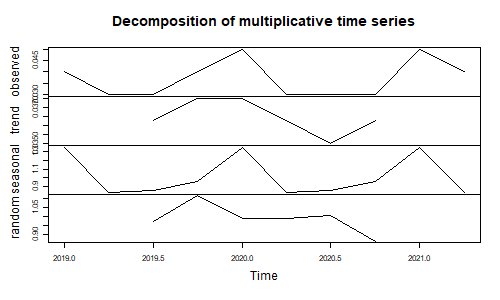 Decomposition of multiplicative time series
observed
0.045
trend
seasonal
1.1
0.9
random
1.05
0.90
2019.0 2019.5 2020.0 2020.5 2021.0
Time